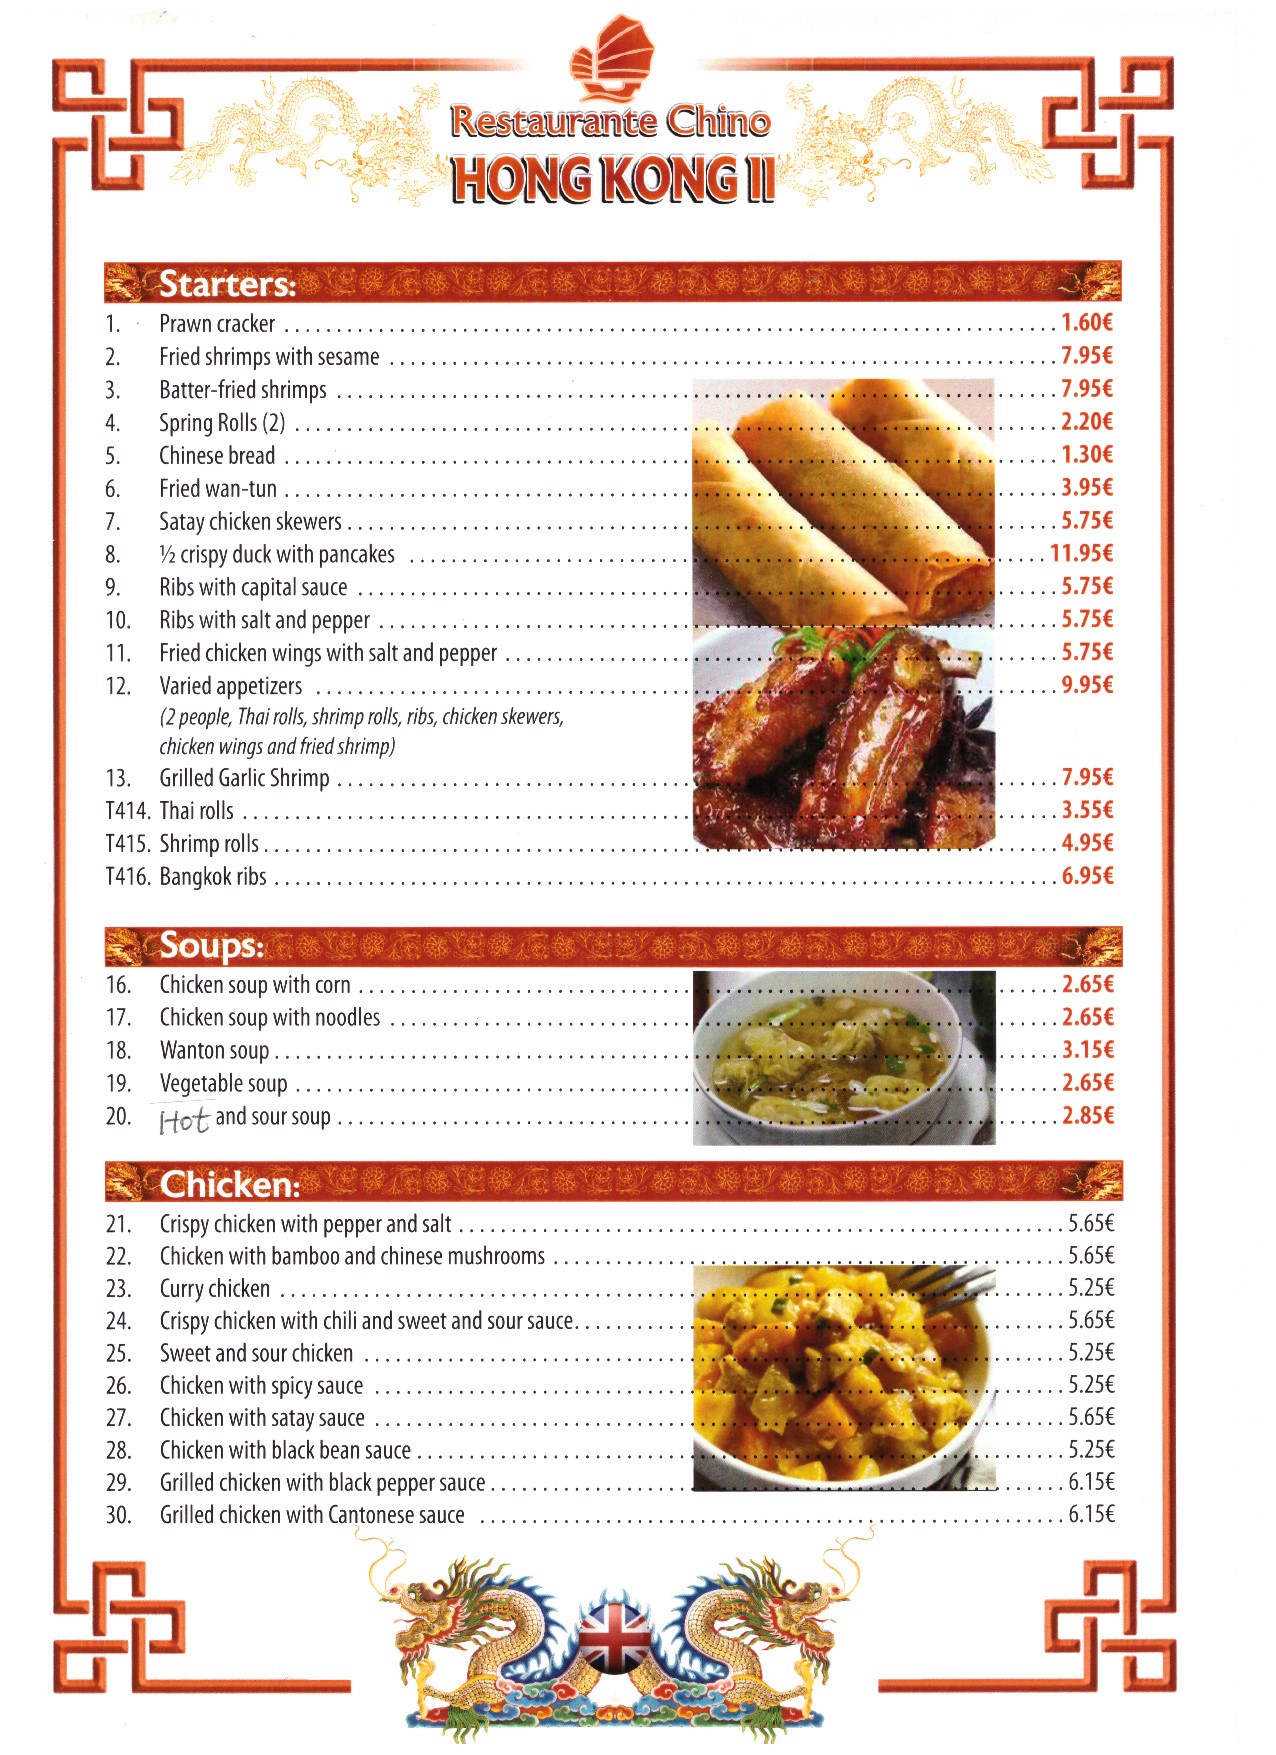 Restaurante Chino
HONG KONG II
Starters:
1. Prawn cracker 1.60€
2. Fried shrimps with sesame 7.95€
3. Batter-fried shrimps 7.95€
4. Spring Rolls (2) 2.20€
5. Chinese bread 1.30€
6. Fried wan-tun 3.95€
7. Satay chicken skewers 5.75€
8. ½ crispy duck with pancakes 11.95€
9. Ribs with capital sauce 5.75€
10. Ribs with salt and pepper 5.75€
11. Fried chicken wings with salt and pepper 5.75€
12. Varied appetizers 9.95€
(2 people, Thai rolls, shrimp rolls, ribs, chicken skewers,
chicken wings and fried shrimp)
13. Grilled Garlic Shrimp 7.95€
T414. Thai rolls 3.55€
T415. Shrimp rolls 4.95€
T416. Bangkok ribs 6.95€
Soups:
16. Chicken soup with corn 2.65€
17. Chicken soup with noodles 2.65€
18. Wanton soup 3.15€
19. Vegetable soup 2.65€
20. Hot and sour soup 2.85€
Chicken:
21. Crispy chicken with pepper and salt 5.65€
22. Chicken with bamboo and chinese mushrooms 5.65€
23. Curry chicken 5.25€
24. Crispy chicken with chili and sweet and sour sauce. 5.65€
25. Sweet and sour chicken 5.25€
26. Chicken with spicy sauce 5.25€
27. Chicken with satay sauce 5.65€
28. Chicken with black bean sauce 5.25€
29. Grilled chicken with black pepper sauce 6.15€
30. Grilled chicken with Cantonese sauce 6.15€